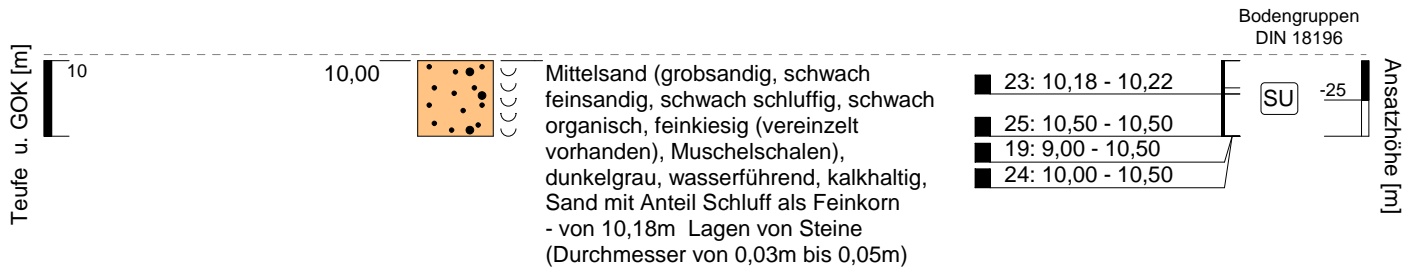 Bodengruppen
DIN 18196
Teufe u. GOK [m]
10
10,00
Mittelsand (grobsandig, schwach
feinsandig, schwach schluffig, schwach
organisch, feinkiesig (vereinzelt
vorhanden), Muschelschalen),
dunkelgrau, wasserführend, kalkhaltig,
Sand mit Anteil Schluff als Feinkorn
- von 10,18m Lagen von Steine
(Durchmesser von 0,03m bis 0,05m)
23: 10,18 - 10,22
25: 10,50 - 10,50
19: 9,00 - 10,50
24: 10,00 - 10,50
SU
-25
Ansatzhöhe [m]